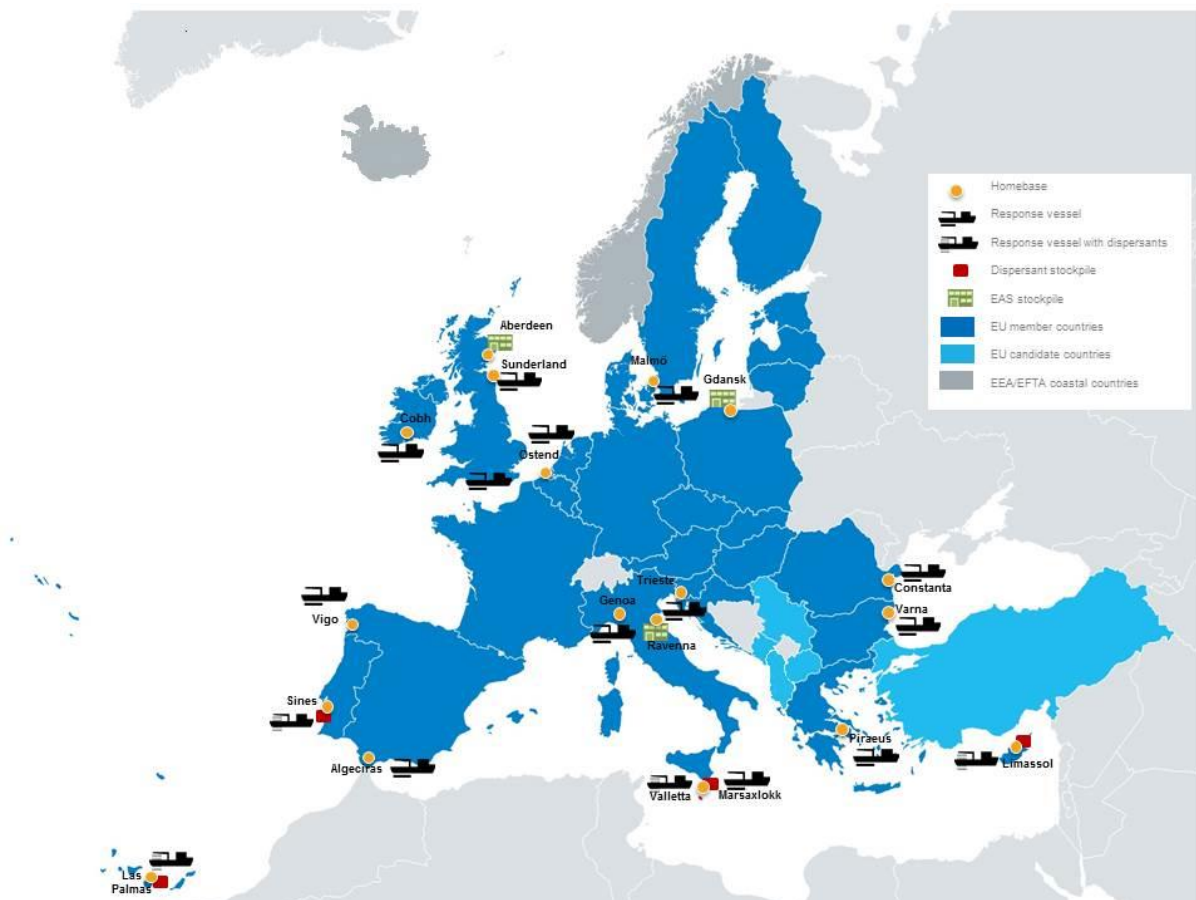 Homebase
Response vessel
Response vessel with dispersants
Dispersant stockpile
EAS stockpile
EU member countries
EU candidate countries
EEA/EFTA coastal countries
Aberdeen
Sunderland
Malmö
Gdansk
Cobh
Ostend
Trieste
Constanta
Genoa
Varna
Vigo
Ravenna
Sines
Piraeus
Algeciras
Limassol
Valletta
Marsaxlokk
Las
Palmas